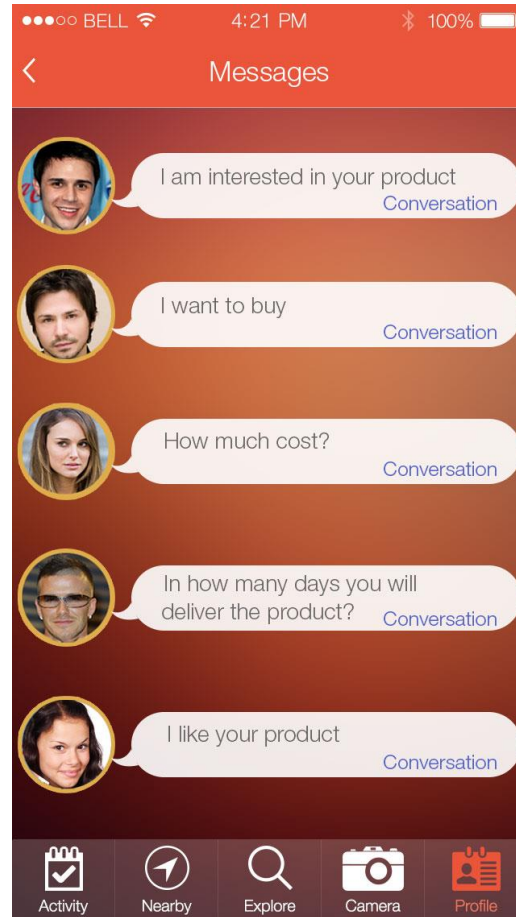 BELL 4:21 PM 100%
Messages
I am interested in your product
Conversation
I want to buy
Conversation
How much cost?
Conversation
In how many days you will
deliver the product? Conversation
I like your product
Conversation
Activity Nearby Explore Camera Profile